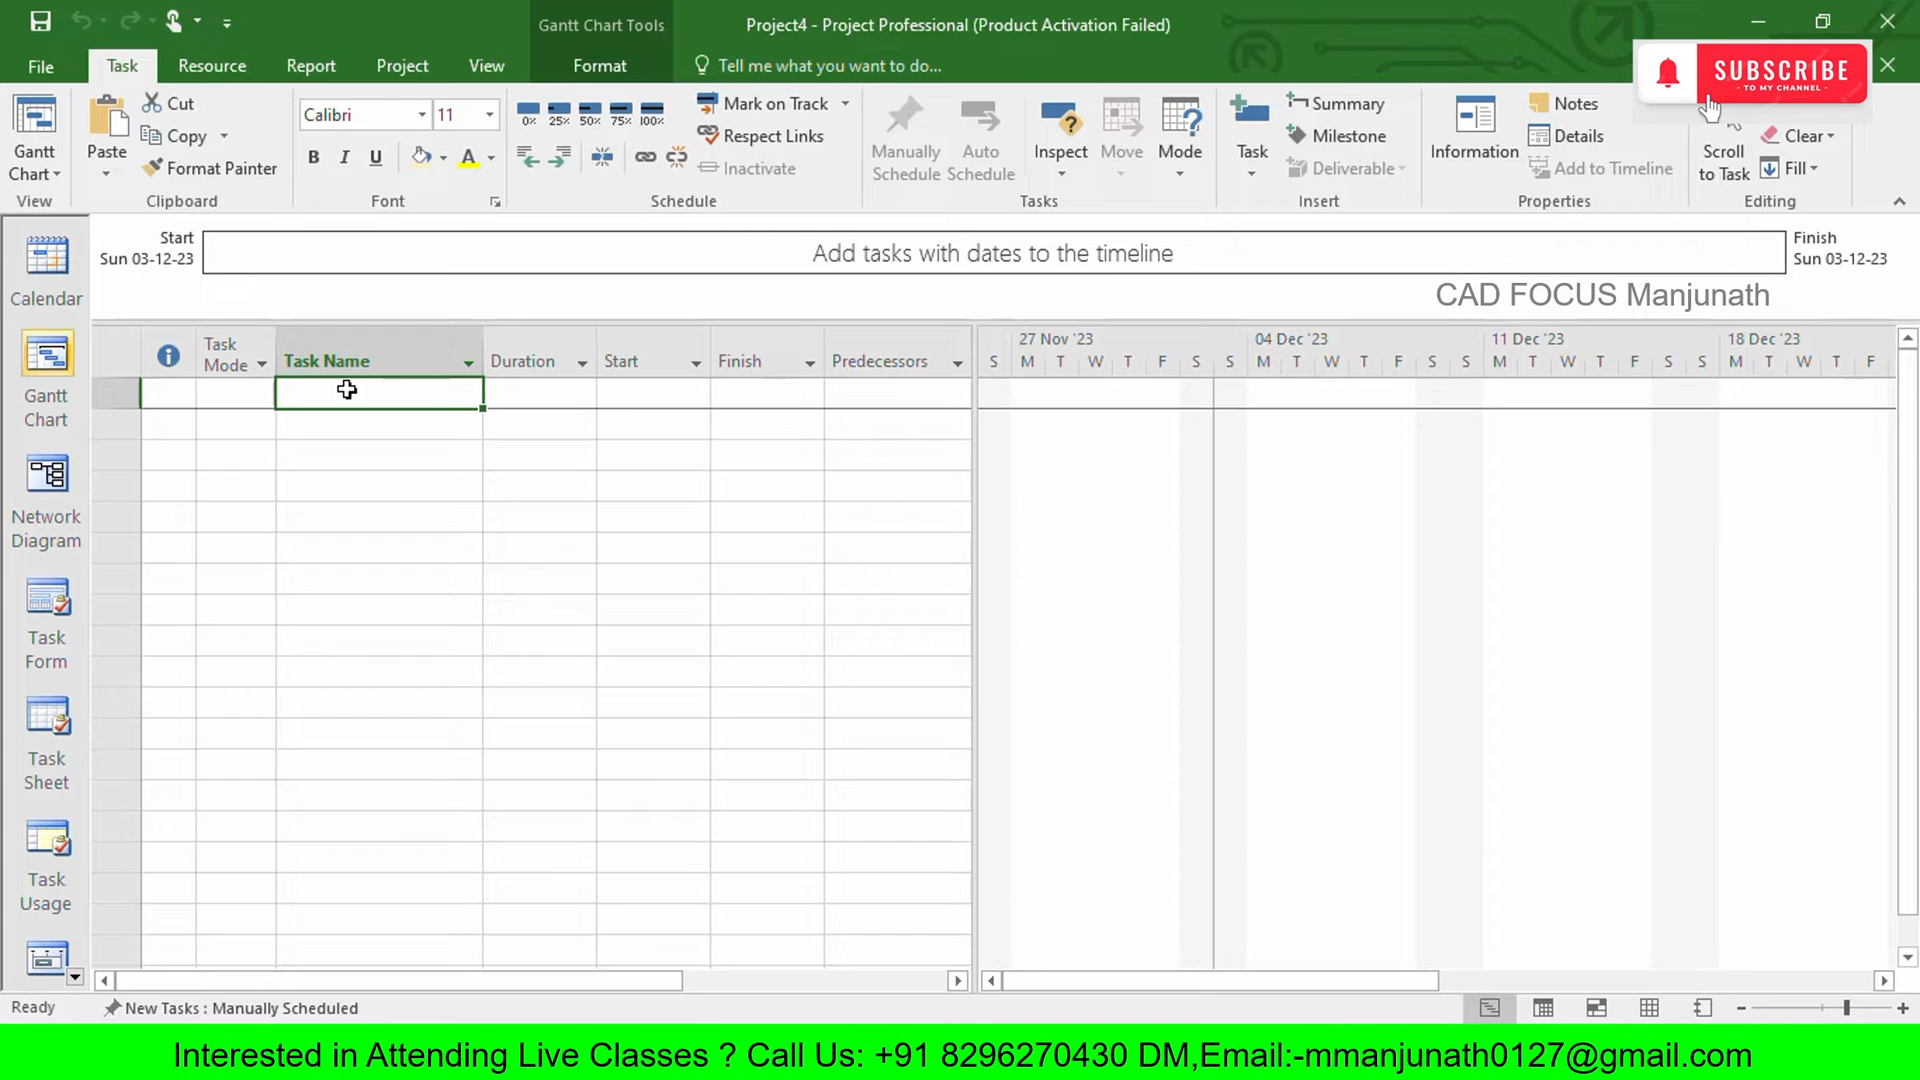 Gantt Chart Tools
Project4 - Project Professional (Product Activation Failed)
File
Task
Resource
Report
Project
View
Format
Tell me what you want to do...
SUBSCRIBE
- TO MY CHANNEL -
Gantt
Chart
View
Paste
Cut
Copy
Format Painter
Clipboard
Calibri
11
B I U
A
Font
0% 25% 50% 75% 100%
Mark on Track
Respect Links
Inactivate
Schedule
Manually
Schedule
Auto
Schedule
Inspect
Move
Mode
Tasks
Task
Summary
Milestone
Deliverable
Insert
Information
Notes
Details
Add to Timeline
Properties
Scroll
to Task
Clear
Fill
Editing
Start
Sun 03-12-23
Add tasks with dates to the timeline
Finish
Sun 03-12-23
CAD FOCUS Manjunath
Calendar
Gantt
Chart
Network
Diagram
Task
Form
Task
Sheet
Task
Usage
Task
Mode
Task Name
Duration
Start
Finish
Predecessors
27 Nov '23
04 Dec '23
11 Dec '23
18 Dec '23
S M T W T F S S M T W T F S S M T W T F S S M T W T F
Ready
New Tasks : Manually Scheduled
Interested in Attending Live Classes ? Call Us: +91 8296270430 DM,Email:-mmanjunath0127@gmail.com